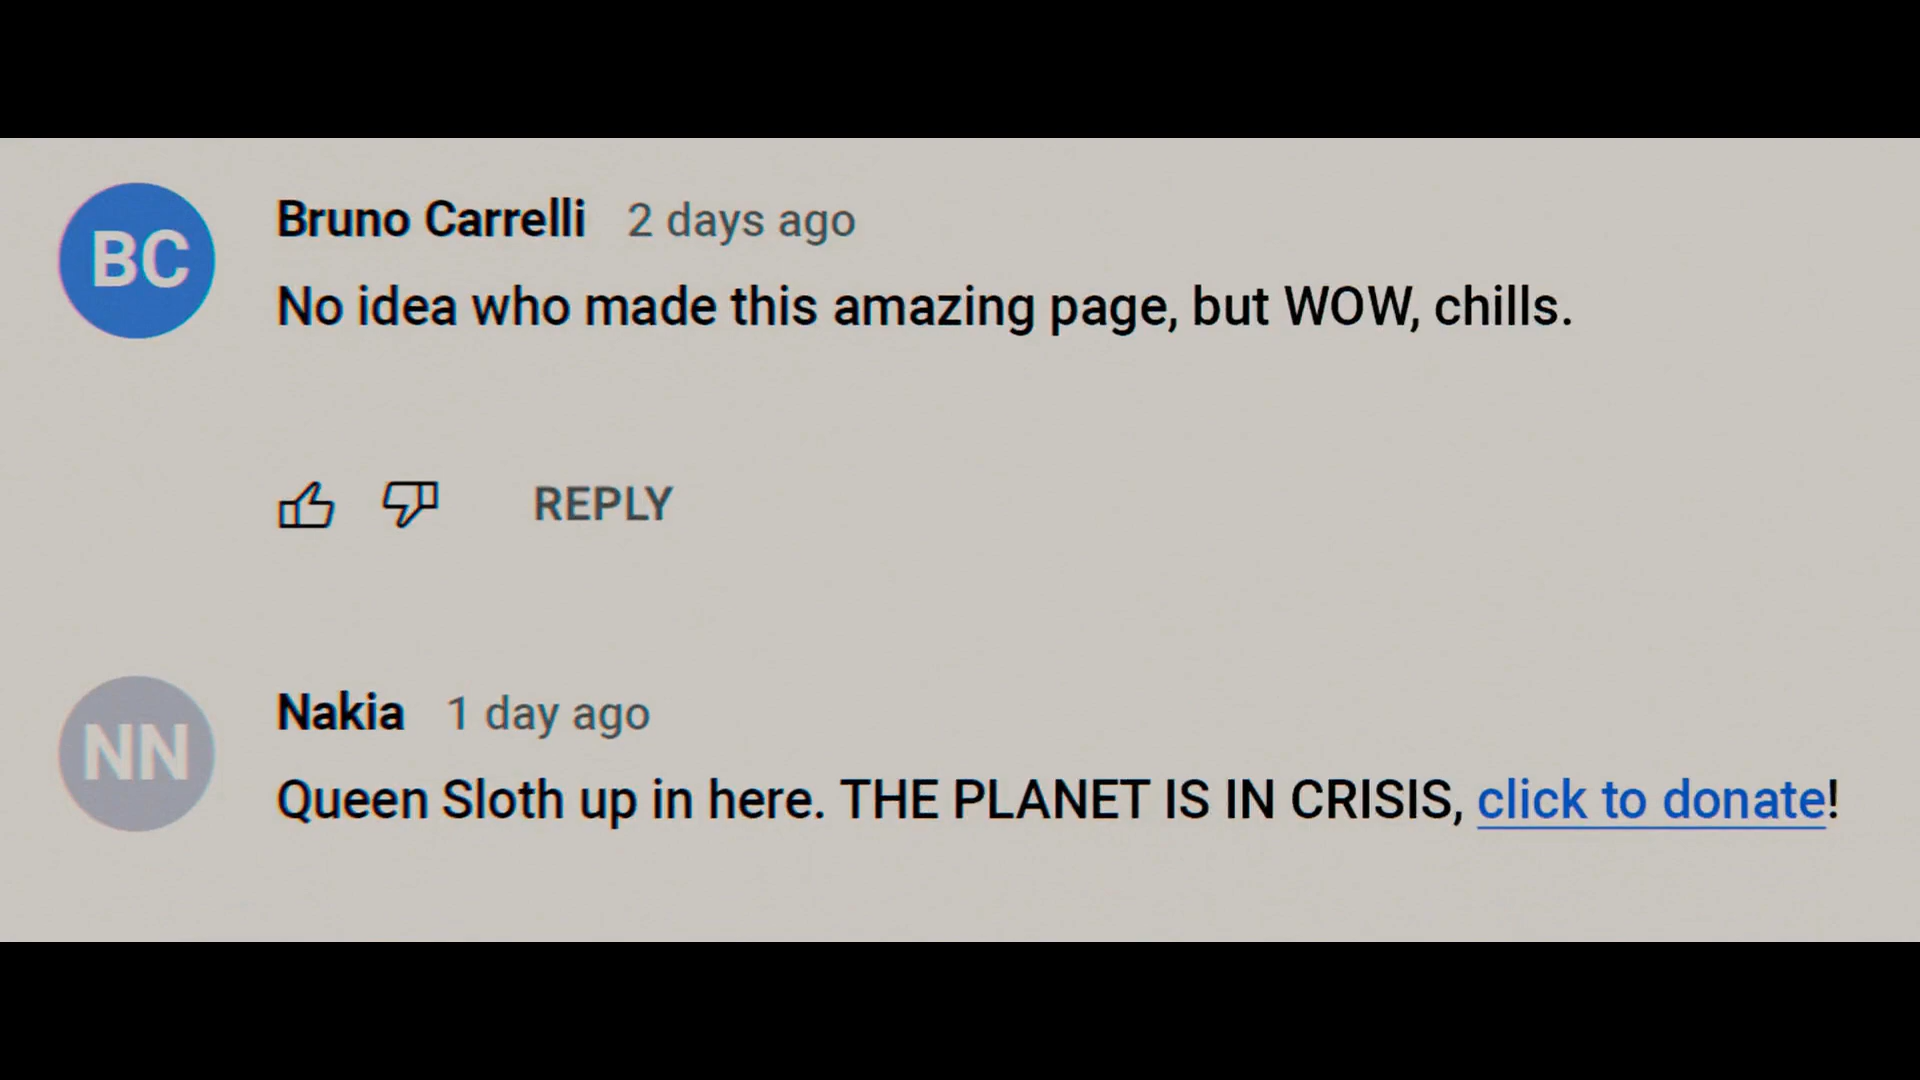 BC
Bruno Carrelli 2 days ago
No idea who made this amazing page, but WOW, chills.
REPLY
NN
Nakia 1 day ago
Queen Sloth up in here. THE PLANET IS IN CRISIS, click to donate!